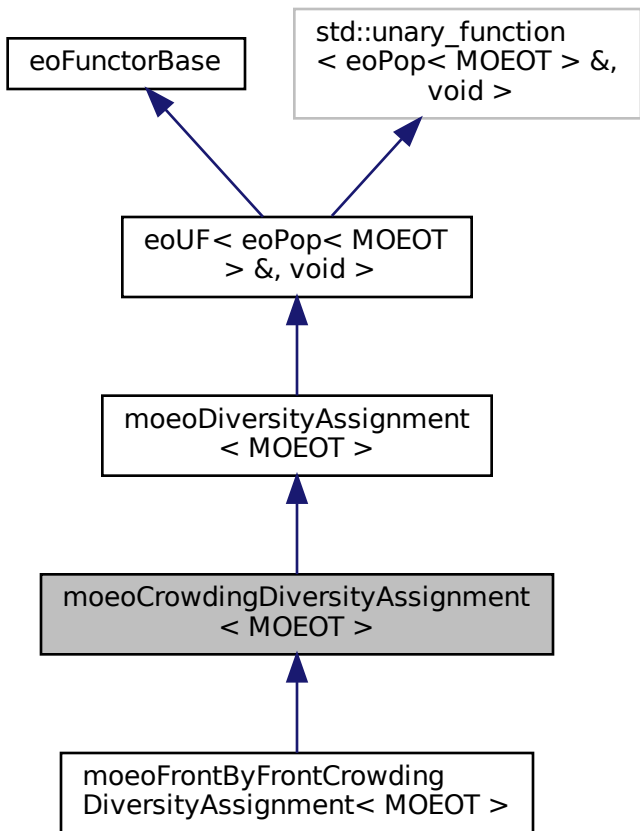 eoFunctorBase
std::unary_function
< eoPop< MOEOT > &,
void >
eoUF< eoPop< MOEOT
> &, void >
moeoDiversityAssignment
< MOEOT >
moeoCrowdingDiversityAssignment
< MOEOT >
moeoFrontByFrontCrowding
DiversityAssignment< MOEOT >